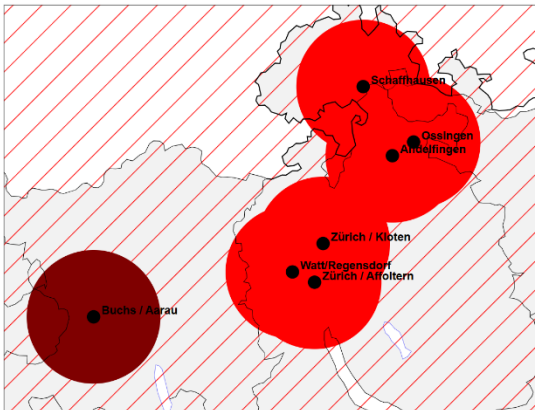 Schaffhausen
Ossingen
Andelfingen
Zürich / Kloten
Watt/Regensdorf
Zürich / Affoltern
Buchs / Aarau